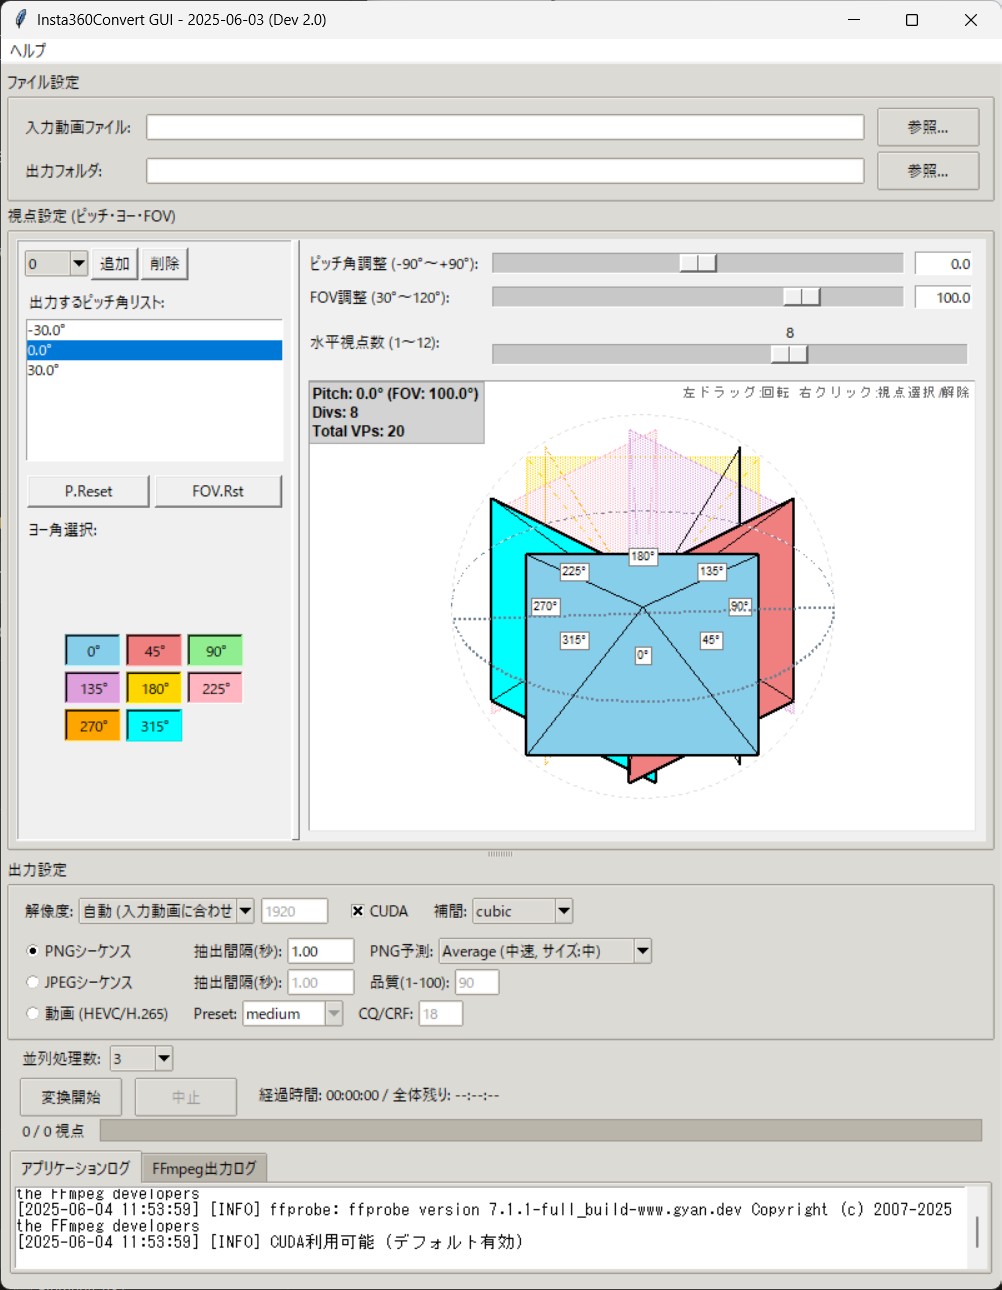 Insta360Convert GUI - 2025-06-03 (Dev 2.0)
ヘルプ
ファイル設定
入力動画ファイル:
参照...
出力フォルダ:
参照...
視点設定 (ピッチ・ヨー・FOV)
0
追加
削除
出力するピッチ角リスト:
-30.0°
0.0°
30.0°
P.Reset
FOV.Rst
ヨー角選択:
0°
45°
90°
135°
180°
225°
270°
315°
ピッチ角調整 (-90°～+90°):
0.0
FOV調整 (30°～120°):
100.0
8
水平視点数 (1～12):
Pitch: 0.0° (FOV: 100.0°)
Divs: 8
Total VPs: 20
左ドラッグ:回転 右クリック:視点選択/解除
180°
225°
135°
270°
90°
315°
45°
0°
出力設定
解像度:
自動 (入力動画に合わせ
1920
CUDA
補間:
cubic
PNGシーケンス
抽出間隔(秒):
1.00
PNG予測:
Average (中速, サイズ:中)
JPEGシーケンス
抽出間隔(秒):
1.00
品質(1-100):
90
動画 (HEVC/H.265)
Preset:
medium
CQ/CRF:
18
並列処理数:
3
変換開始
中止
経過時間: 00:00:00 / 全体残り: --:--:--
0 / 0 視点
アプリケーションログ
FFmpeg出力ログ
the FFmpeg developers
[2025-06-04 11:53:59] [INFO] ffprobe: ffprobe version 7.1.1-full_build-www.gyan.dev Copyright (c) 2007-2025
the FFmpeg developers
[2025-06-04 11:53:59] [INFO] CUDA利用可能 (デフォルト有効)